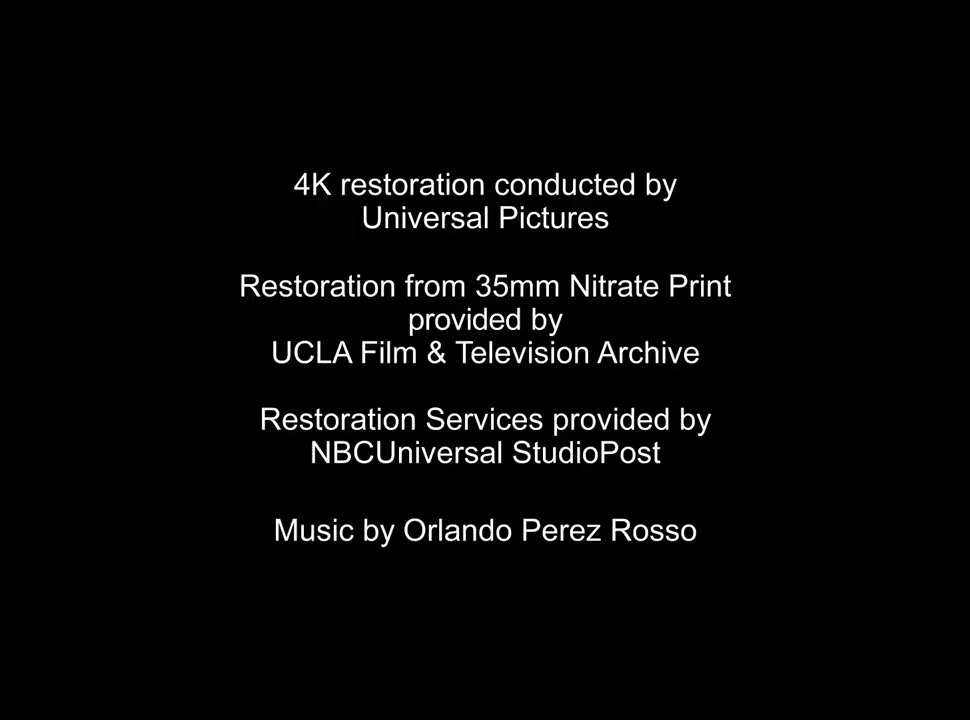 4K restoration conducted by
Universal Pictures
Restoration from 35mm Nitrate Print
provided by
UCLA Film & Television Archive
Restoration Services provided by
NBCUniversal StudioPost
Music by Orlando Perez Rosso